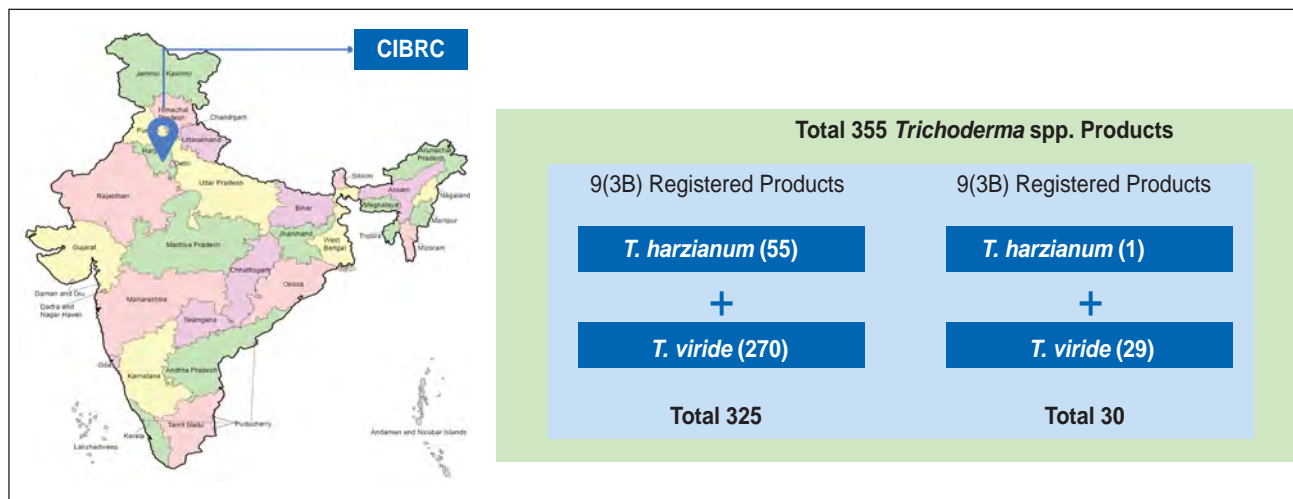 CIBRC
Jammu - Kashmir
Himachal
Pradesh
Chandigarh
Uttaranchal
Delhi
Rajasthan
Uttar Pradesh
Sikkim
Arunachal
Pradesh
Assam
Nagaland
Meghalaya
Manipur
Tripura
Mizoram
Bihar
Jharkhand
West
Bengal
Gujarat
Madhya Pradesh
Chhattisgarh
Orissa
Daman and Diu
Dadra and
Nagar Haveli
Maharashtra
Telangana
Goa
Karnataka
Andhra Pradesh
Tamil Nadu
Puducherry
Kerala
Lakshadweep
Andaman and Nicobar Islands
Total 355 Trichoderma spp. Products
9(3B) Registered Products
T. harzianum (55)
+
T. viride (270)
Total 325
9(3B) Registered Products
T. harzianum (1)
+
T. viride (29)
Total 30